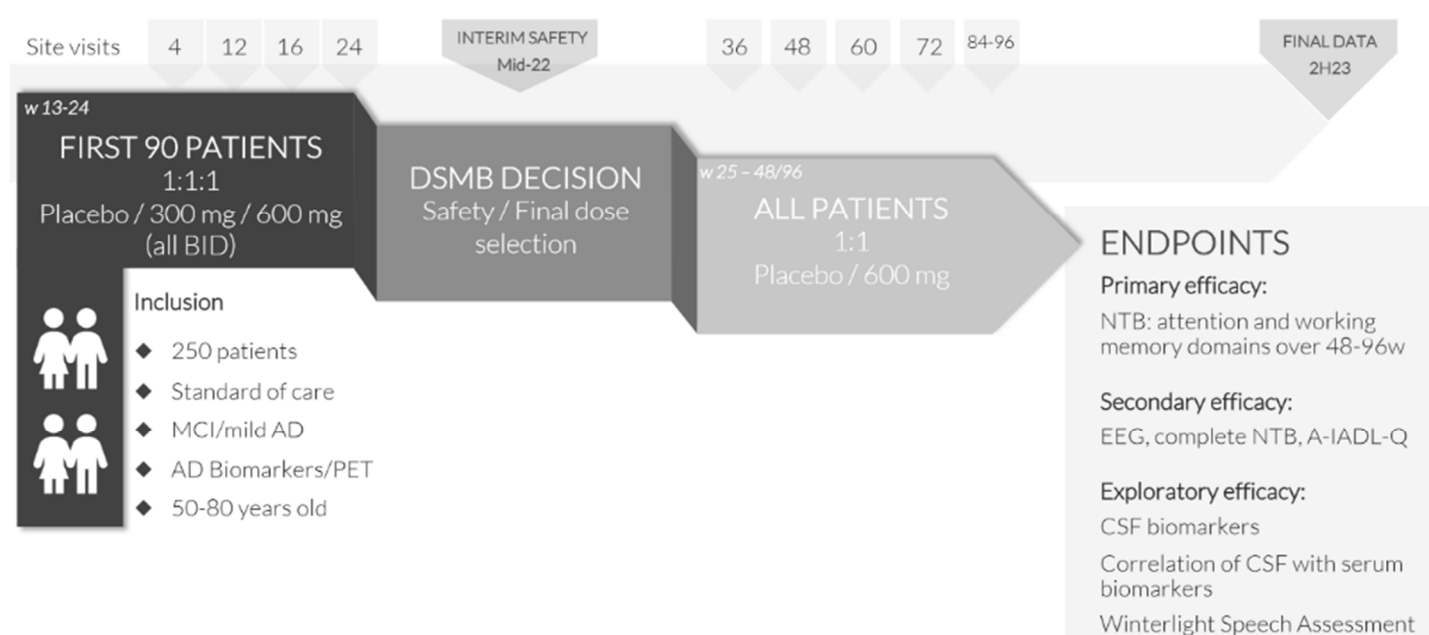 Site visits 4 12 16 24
INTERIM SAFETY
Mid-22
36 48 60 72 84-96
FINAL DATA
2H23
w 13-24
FIRST 90 PATIENTS
1:1:1
Placebo / 300 mg / 600 mg
(all BID)
DSMB DECISION
Safety / Final dose
selection
w 25 – 48/96
ALL PATIENTS
1:1
Placebo / 600 mg
Inclusion
250 patients
Standard of care
MCI/mild AD
AD Biomarkers/PET
50-80 years old
ENDPOINTS
Primary efficacy:
NTB: attention and working
memory domains over 48-96w
Secondary efficacy:
EEG, complete NTB, A-IADL-Q
Exploratory efficacy:
CSF biomarkers
Correlation of CSF with serum
biomarkers
Winterlight Speech Assessment